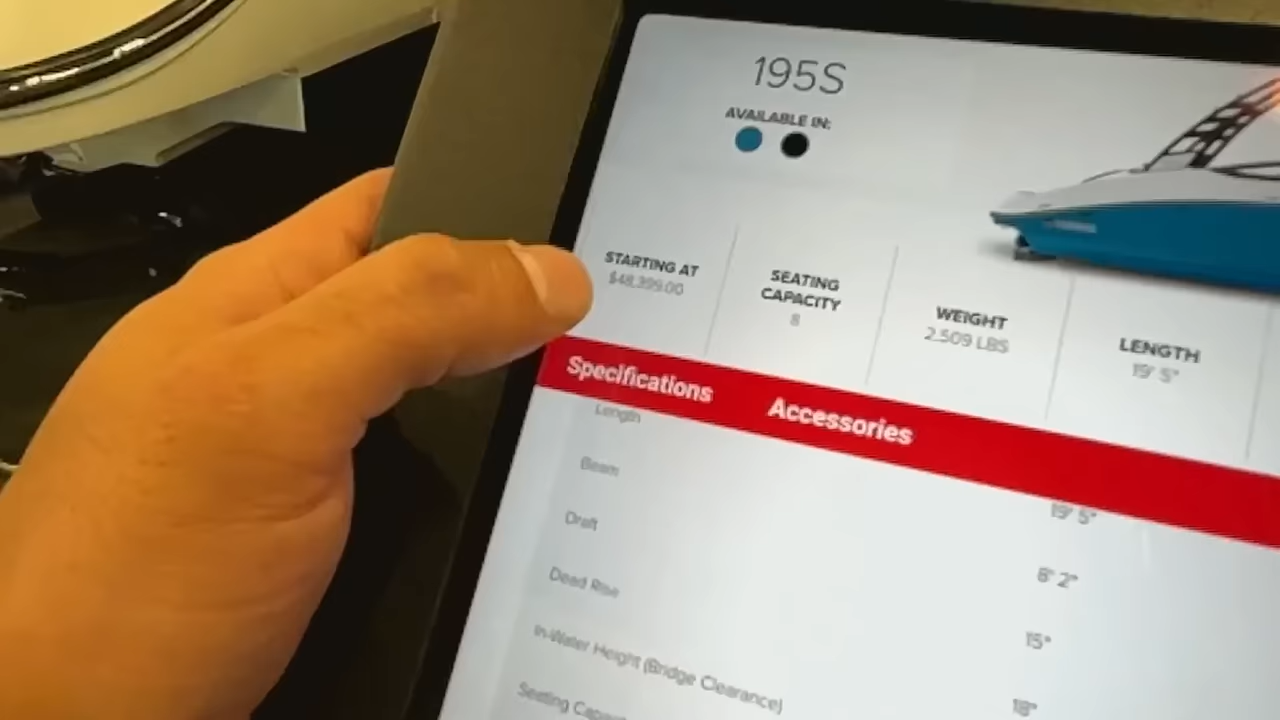 195S
AVAILABLE IN:
STARTING AT
$48,399.00
SEATING
CAPACITY
8
WEIGHT
2,509 LBS
LENGTH
19' 5"
Specifications
Accessories
Length
19' 5"
Beam
8' 2"
Draft
15"
Dead Rise
18°
In-Water Height (Bridge Clearance)
Seating